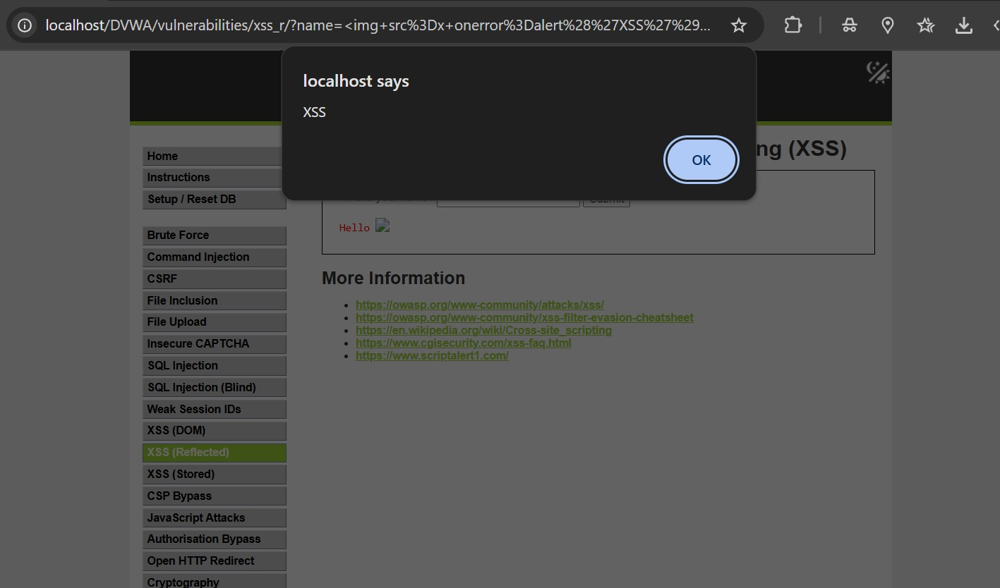 localhost/DVWA/vulnerabilities/xss_r/?name=<img+src%3Dx+onerror%3Dalert%28%27XSS%27%29...
localhost says
XSS
OK
ng (XSS)
Home
Instructions
Setup / Reset DB
Brute Force
Command Injection
CSRF
File Inclusion
File Upload
Insecure CAPTCHA
SQL Injection
SQL Injection (Blind)
Weak Session IDs
XSS (DOM)
XSS (Reflected)
XSS (Stored)
CSP Bypass
JavaScript Attacks
Authorisation Bypass
Open HTTP Redirect
Cryptography
Hello
More Information
https://owasp.org/www-community/attacks/xss/
https://owasp.org/www-community/xss-filter-evasion-cheatsheet
https://en.wikipedia.org/wiki/Cross-site_scripting
https://www.cgisecurity.com/xss-faq.html
https://www.scriptalert1.com/